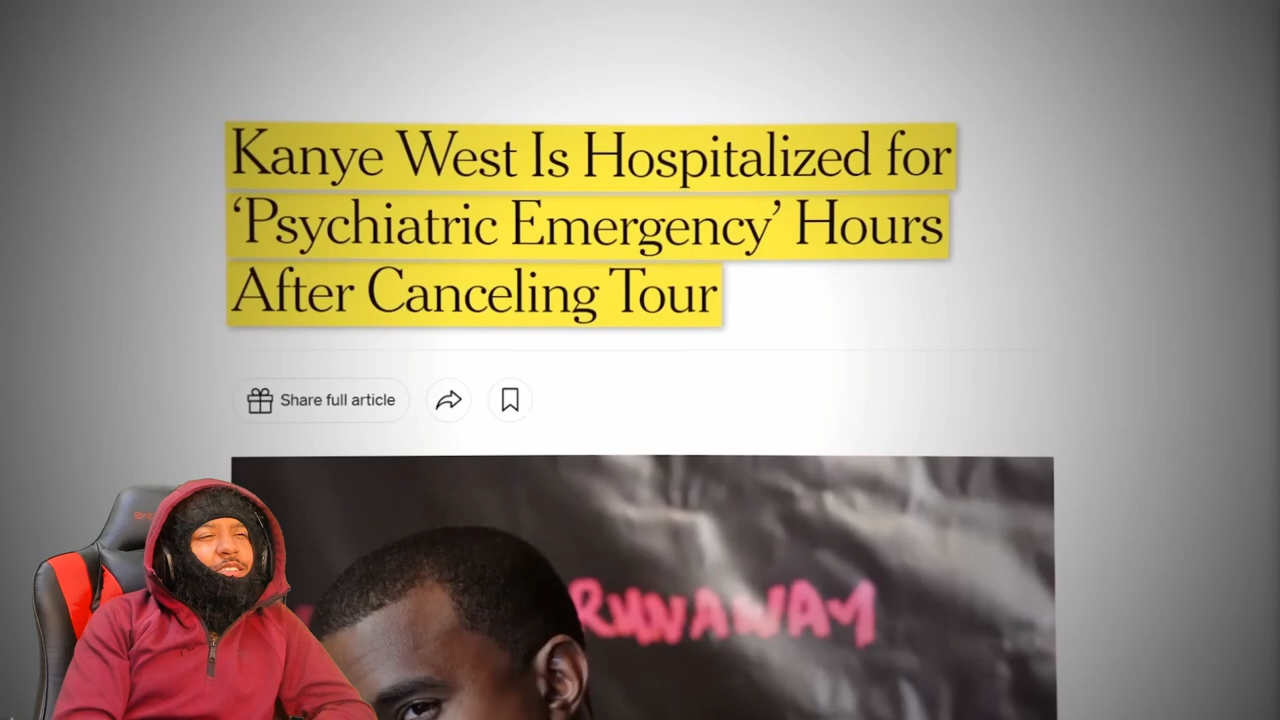 Kanye West Is Hospitalized for
‘Psychiatric Emergency’ Hours
After Canceling Tour
Share full article
RUNAWAY